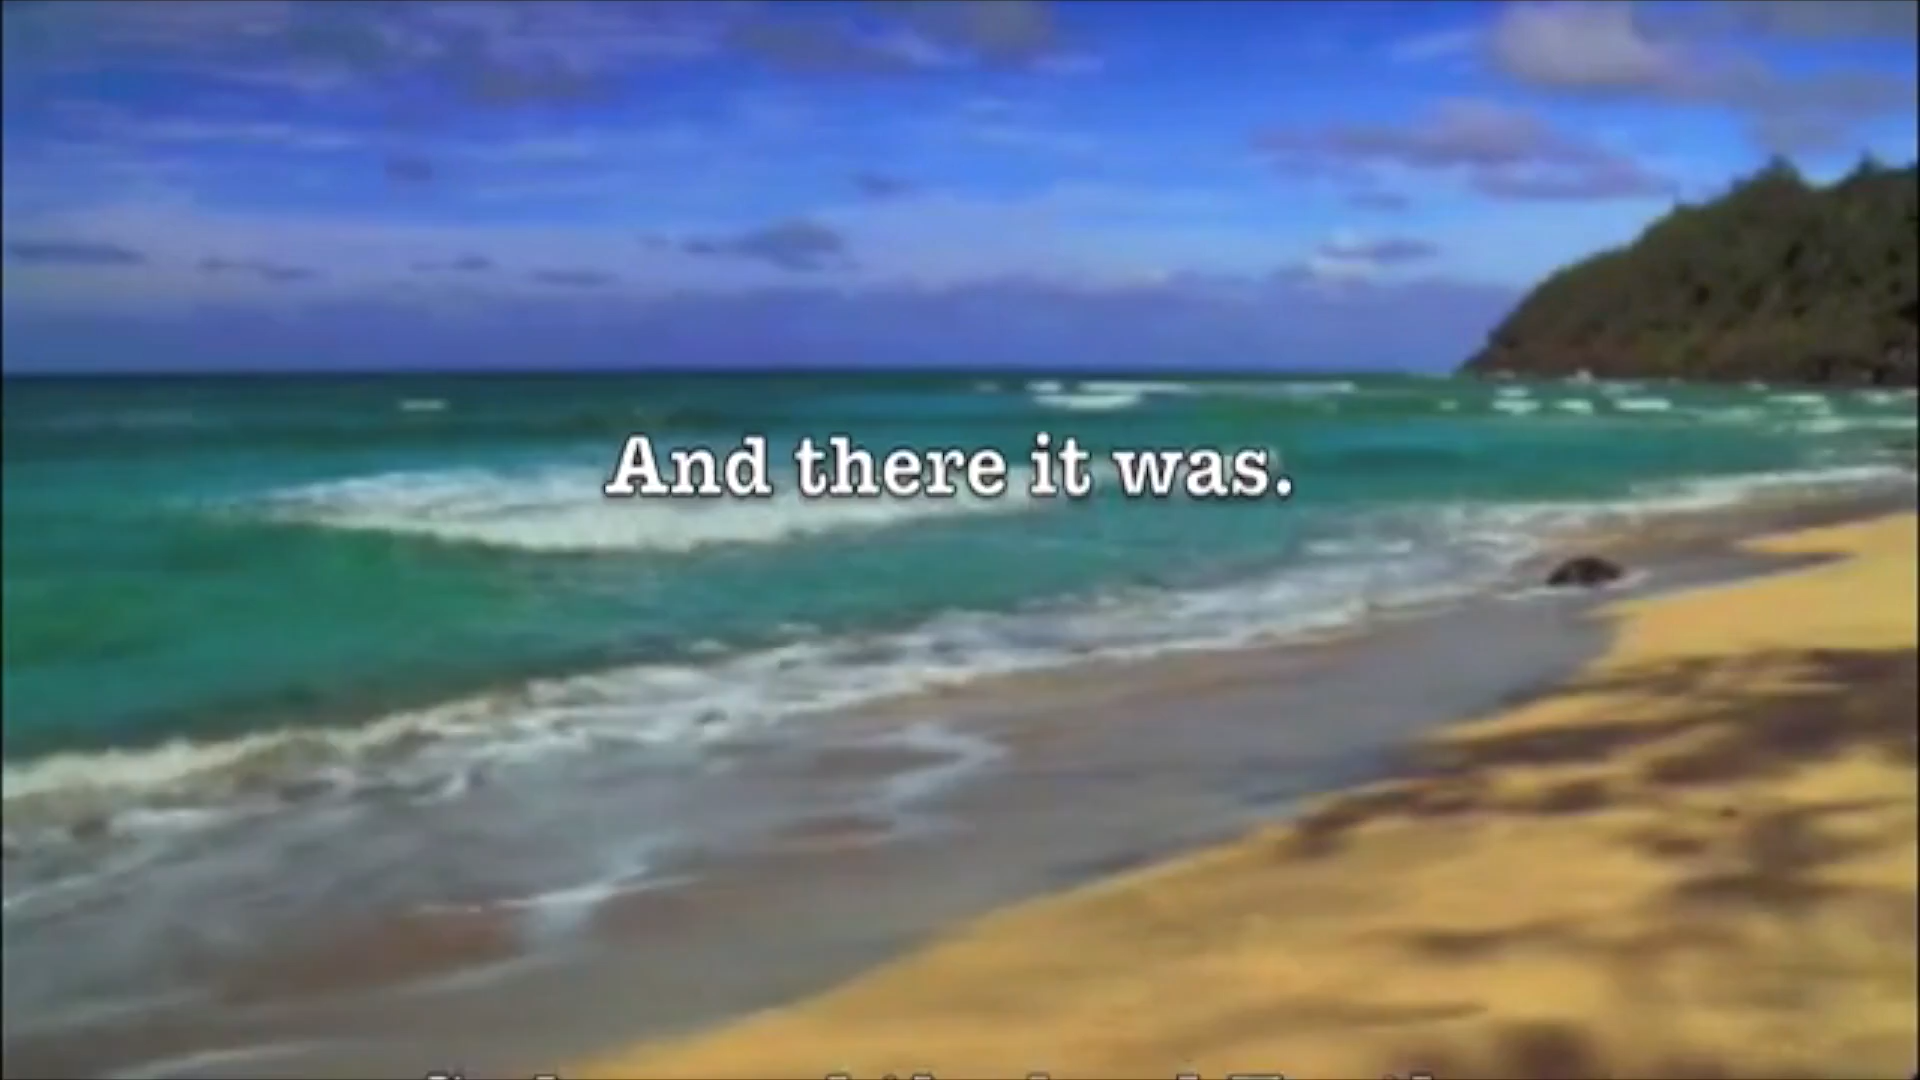 And there it was.